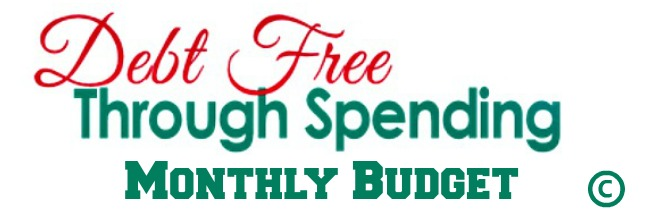 Debt Free
Through Spending
MONTHLY BUDGET ©